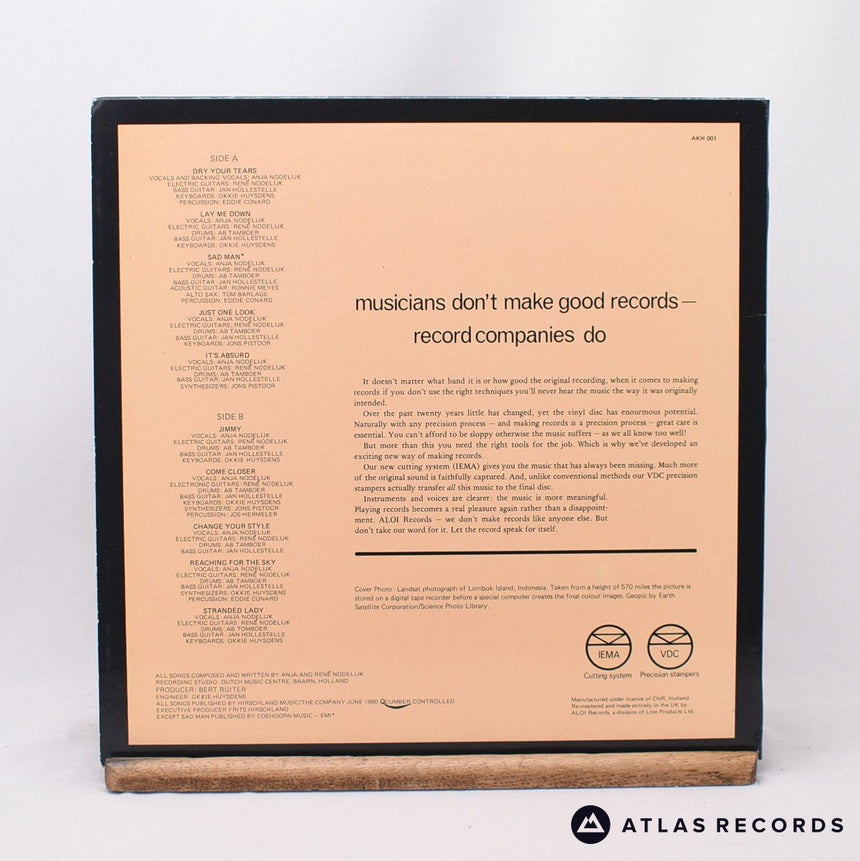 AKH 001
SIDE A
DRY YOUR TEARS
VOCALS AND BACKING VOCALS: ANJA NODELIJK
ELECTRIC GUITARS: RENÉ NODELIJK
BASS GUITAR: JAN HOLLESTELLE
KEYBOARDS: OKKIE HUYSDENS
PERCUSSION: EDDIE CONARD
LAY ME DOWN
VOCALS: ANJA NODELIJK
ELECTRIC GUITARS: RENÉ NODELIJK
DRUMS: AB TAMBOER
BASS GUITAR: JAN HOLLESTELLE
KEYBOARDS: OKKIE HUYSDENS
SAD MAN*
VOCALS: ANJA NODELIJK
ELECTRIC GUITARS: RENÉ NODELIJK
DRUMS: AB TAMBOER
BASS GUITAR: JAN HOLLESTELLE
ACOUSTIC GUITAR: RONNIE MEYES
ALTO SAX: TOM BARLAGE
PERCUSSION: EDDIE CONARD
JUST ONE LOOK
VOCALS: ANJA NODELIJK
ELECTRIC GUITARS: RENÉ NODELIJK
DRUMS: AB TAMBOER
BASS GUITAR: JAN HOLLESTELLE
KEYBOARDS: JONS PISTOOR
IT'S ABSURD
VOCALS: ANJA NODELIJK
ELECTRIC GUITARS: RENÉ NODELIJK
DRUMS: AB TAMBOER
BASS GUITAR: JAN HOLLESTELLE
SYNTHESIZERS: JONS PISTOOR
SIDE B
JIMMY
VOCALS: ANJA NODELIJK
ELECTRIC GUITARS: RENÉ NODELIJK
DRUMS: AB TAMBOER
BASS GUITAR: JAN HOLLESTELLE
KEYBOARDS: OKKIE HUYSDENS
COME CLOSER
VOCALS: ANJA NODELIJK
ELECTRONIC GUITARS: RENÉ NODELIJK
DRUMS: AB TAMBOER
BASS GUITAR: JAN HOLLESTELLE
KEYBOARDS: OKKIE HUYSDENS
SYNTHESIZERS: JONS PISTOOR
PERCUSSION: JOS HERMELER
CHANGE YOUR STYLE
VOCALS: ANJA NODELIJK
ELECTRIC GUITARS: RENÉ NODELIJK
DRUMS: AB TAMBOER
BASS GUITAR: JAN HOLLESTELLE
REACHING FOR THE SKY
VOCALS: ANJA NODELIJK
ELECTRIC GUITARS: RENÉ NODELIJK
DRUMS: AB TAMBOER
BASS GUITAR: JAN HOLLESTELLE
SYNTHESIZERS: OKKIE HUYSDENS
PERCUSSION: EDDIE CONARD
STRANDED LADY
VOCALS: ANJA NODELIJK
ELECTRIC GUITARS: RENÉ NODELIJK
DRUMS: AB TOMBOER
BASS GUITAR: JAN HOLLESTELLE
KEYBOARDS: OKKIE HUYSDENS
ALL SONGS COMPOSED AND WRITTEN BY ANJA AND RENÉ NODELIJK
RECORDING STUDIO: DUTCH MUSIC CENTRE, BAARN, HOLLAND
PRODUCER: BERT RUITER
ENGINEER: OKKIE HUYSDENS
ALL SONGS PUBLISHED BY HIRSCHLAND MUSIC/THE COMPANY JUNE 1980 QCUMBER CONTROLLED
EXECUTIVE PRODUCER FRITS HIRSCHLAND
EXCEPT SAD MAN PUBLISHED BY COEHOORN MUSIC – EMI*
musicians don't make good records –
record companies do
It doesn't matter what band it is or how good the original recording, when it comes to making
records if you don't use the right techniques you'll never hear the music the way it was originally
intended.
Over the past twenty years little has changed, yet the vinyl disc has enourmous potential.
Naturally with any precision process – and making records is a precision process – great care is
essential. You can't afford to be sloppy otherwise the music suffers – as we all know too well!
But more than this you need the right tools for the job. Which is why we've developed an
exciting new way of making records.
Our new cutting system (IEMA) gives you the music that has always been missing. Much more
of the original sound is faithfully captured. And, unlike conventional methods our VDC precision
stampers actually transfer all this music to the final disc.
Instruments and voices are clearer: the music is more meaningful.
Playing records becomes a real pleasure again rather than a disappoint-
ment. ALOI Records – we don't make records like anyone else. But
don't take our word for it. Let the record speak for itself.
Cover Photo: Landsat photograph of Lombok Island, Indonesia. Taken from a height of 570 miles the picture is
stored on a digital tape recorder before a special computer creates the final colour images. Geopic by Earth
Satellite Corporation/Science Photo Library.
IEMA VDC
Cutting system Precision stampers
Manufactured under licence of CNR, Holland.
Re-mastered and made entirely in the UK by
ALOI Records, a division of Linn Products Ltd.
ATLAS RECORDS